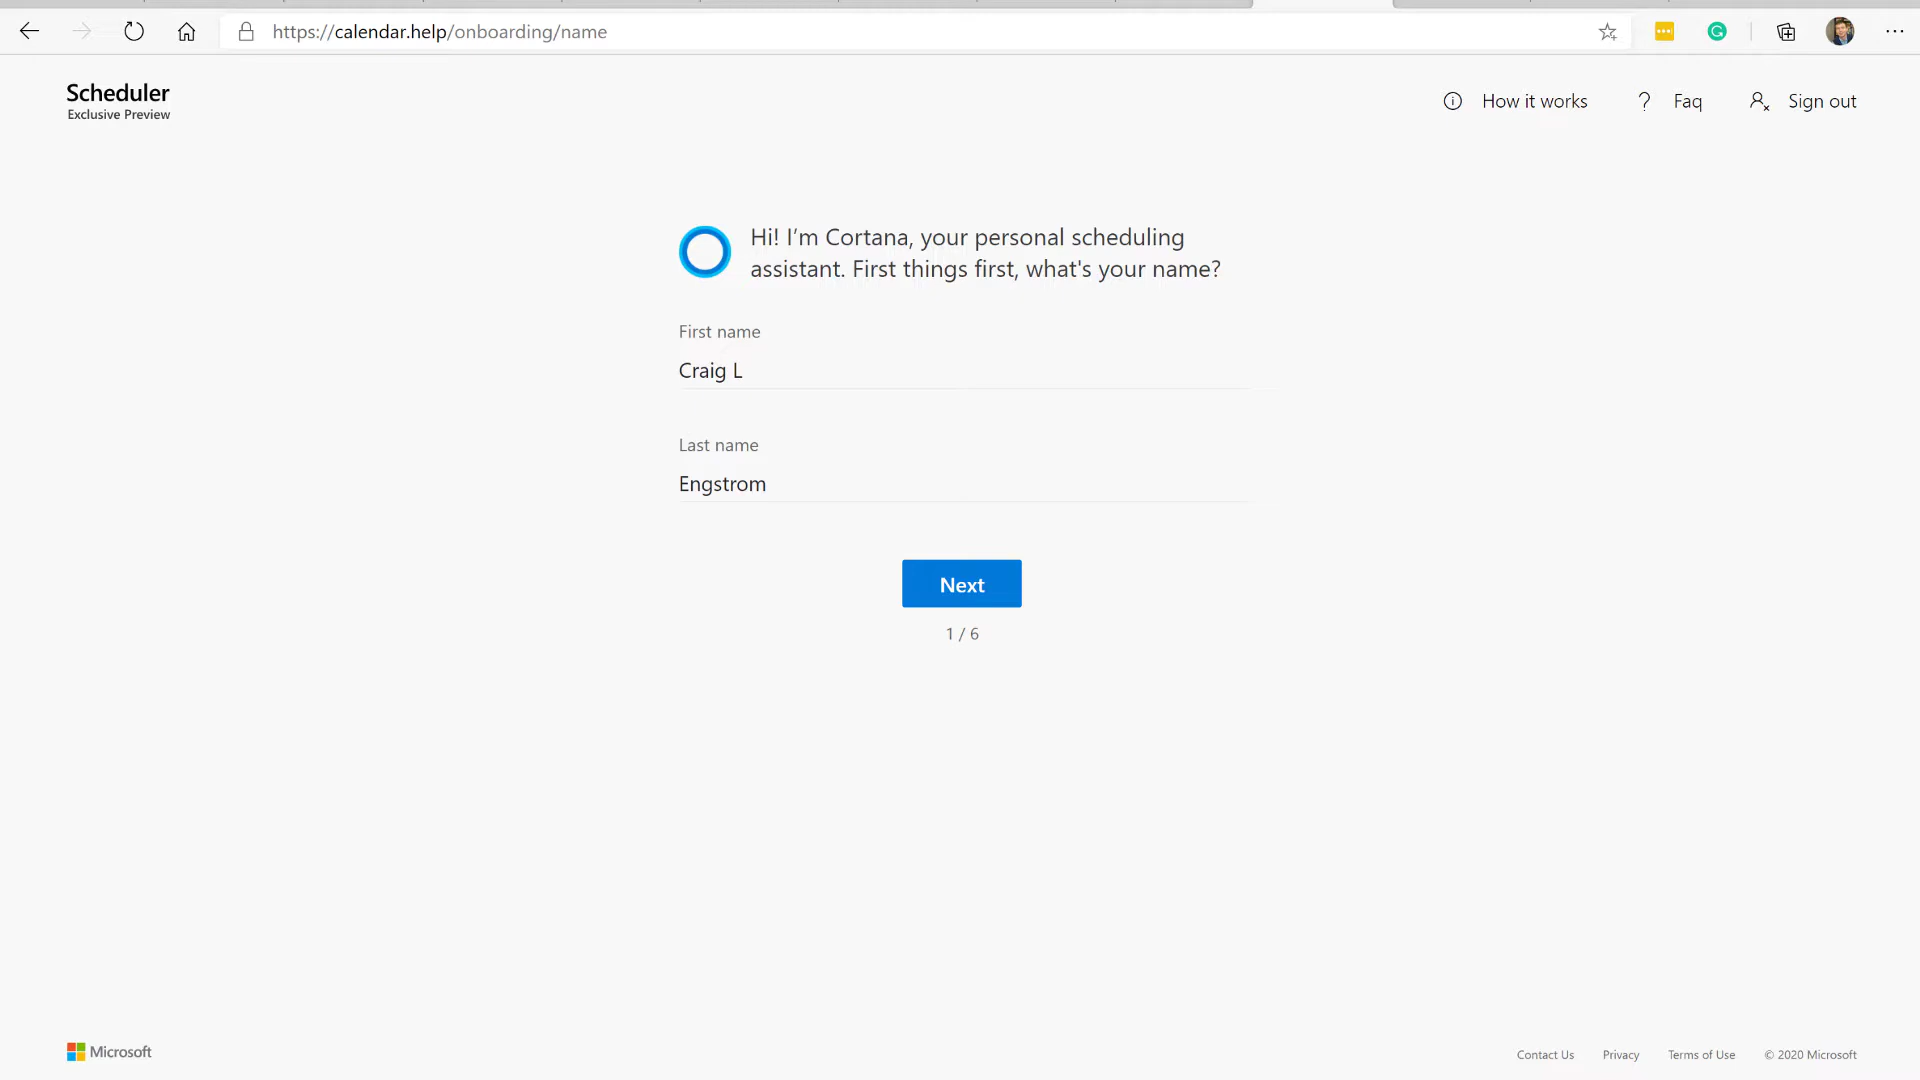 https://calendar.help/onboarding/name
Scheduler
Exclusive Preview
How it works
Faq
Sign out
Hi! I'm Cortana, your personal scheduling
assistant. First things first, what's your name?
First name
Craig L
Last name
Engstrom
Next
1 / 6
Microsoft
Contact Us
Privacy
Terms of Use
© 2020 Microsoft